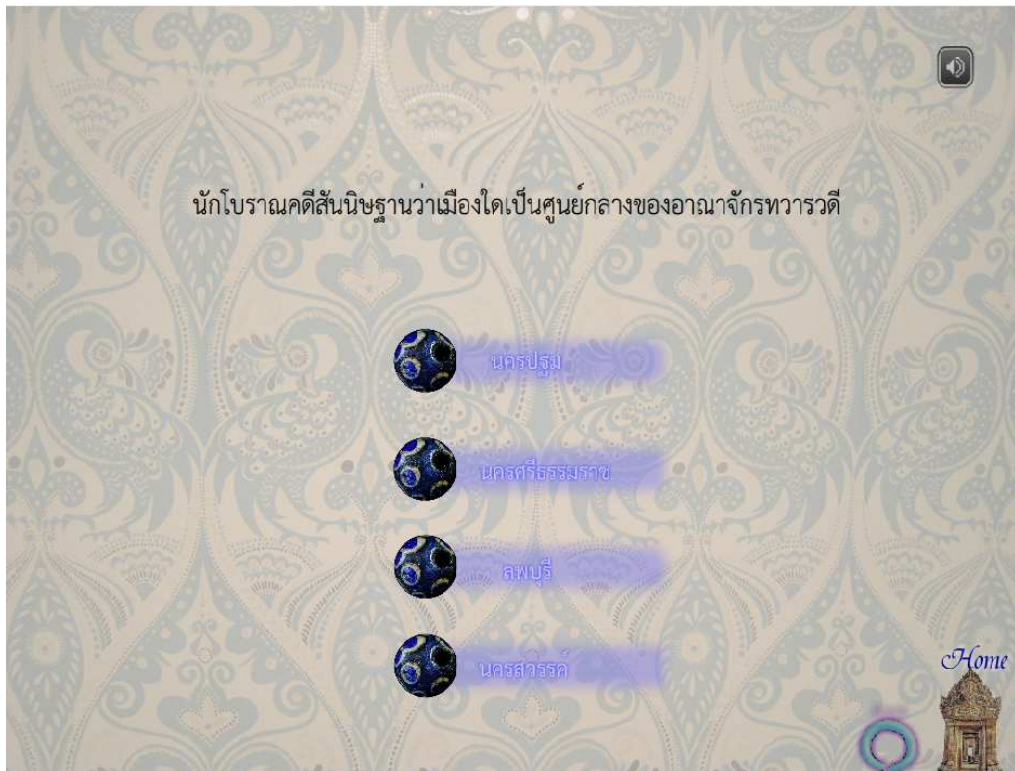 นักโบราณคดีสันนิษฐานว่าเมืองใดเป็นศูนย์กลางของอาณาจักรทวารวดี
นครปฐม
นครศรีธรรมราช
ลพบุรี
นครสวรรค์
Home